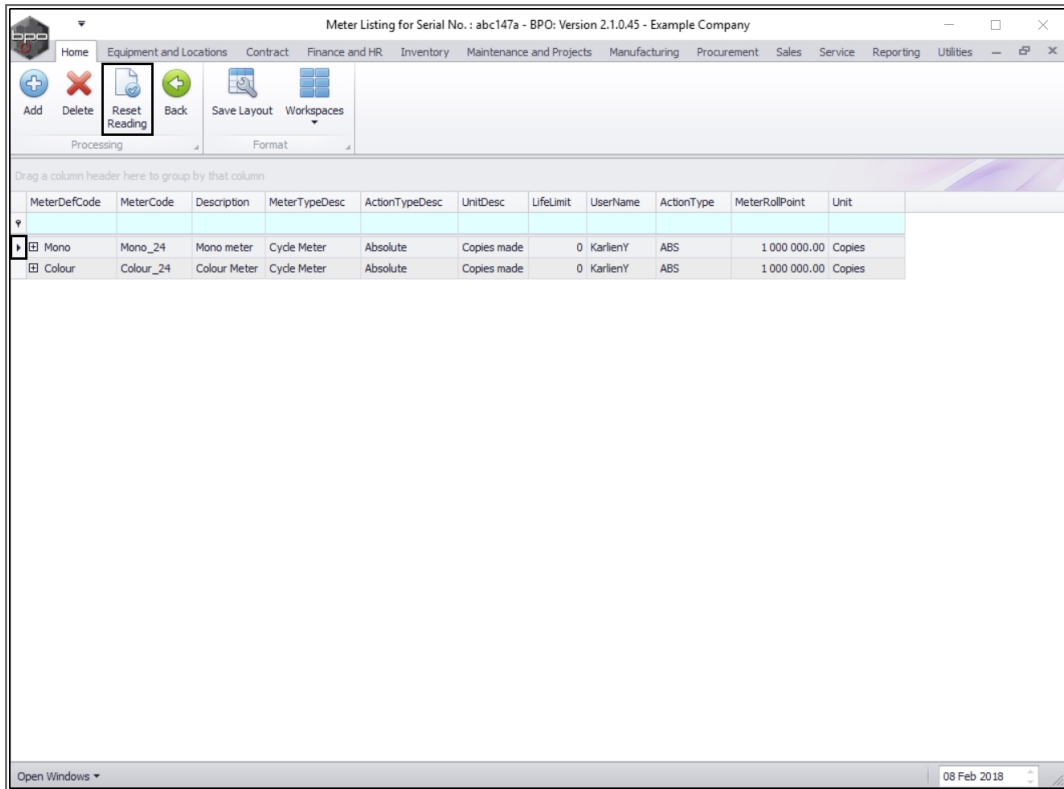 Meter Listing for Serial No. : abc147a - BPO: Version 2.1.0.45 - Example Company
bpo
Home Equipment and Locations Contract Finance and HR Inventory Maintenance and Projects Manufacturing Procurement Sales Service Reporting Utilities
Add Delete Reset Reading Back Save Layout Workspaces
Processing Format
Drag a column header here to group by that column
MeterDefCode MeterCode Description MeterTypeDesc ActionTypeDesc UnitDesc LifeLimit UserName ActionType MeterRollPoint Unit
Mono Mono_24 Mono meter Cycle Meter Absolute Copies made 0 KarlienY ABS 1 000 000.00 Copies
Colour Colour_24 Colour Meter Cycle Meter Absolute Copies made 0 KarlienY ABS 1 000 000.00 Copies
Open Windows 08 Feb 2018